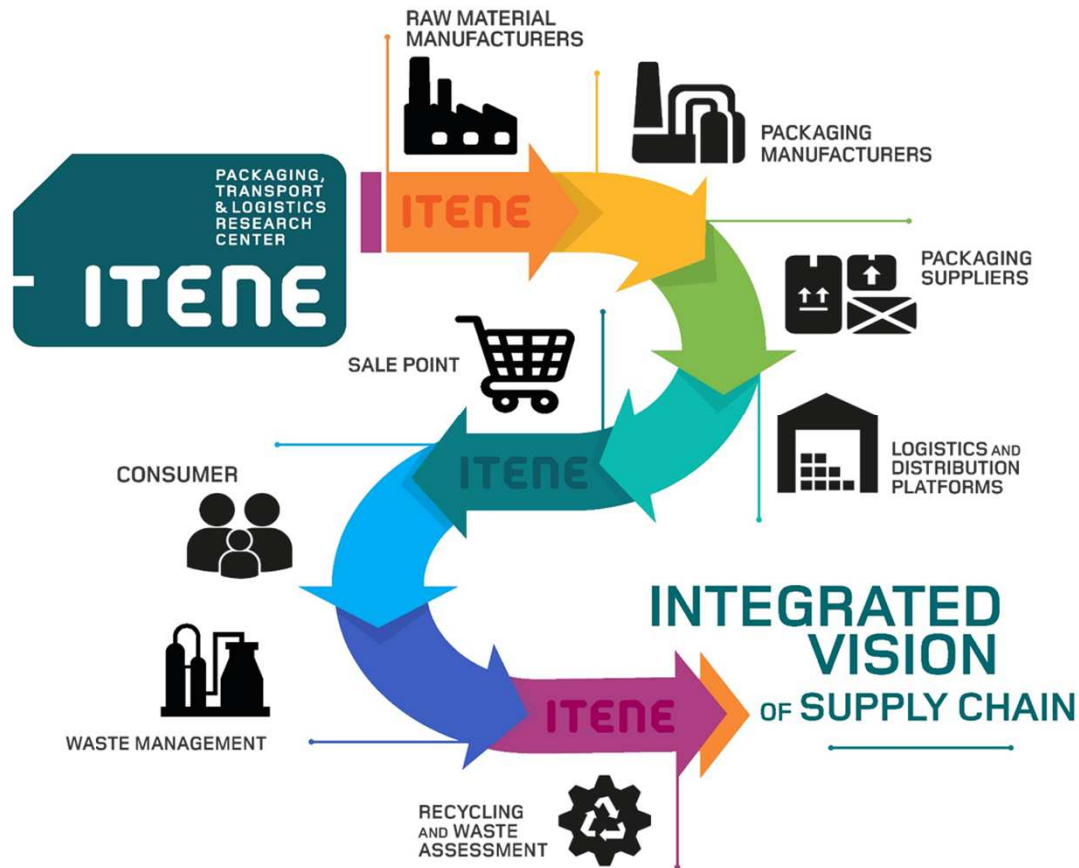 RAW MATERIAL
MANUFACTURERS
PACKAGING
MANUFACTURERS
PACKAGING,
TRANSPORT
& LOGISTICS
RESEARCH
CENTER
ITENE
ITENE
PACKAGING
SUPPLIERS
SALE POINT
LOGISTICS AND
DISTRIBUTION
PLATFORMS
ITENE
CONSUMER
INTEGRATED
VISION
OF SUPPLY CHAIN
ITENE
WASTE MANAGEMENT
RECYCLING
AND WASTE
ASSESSMENT